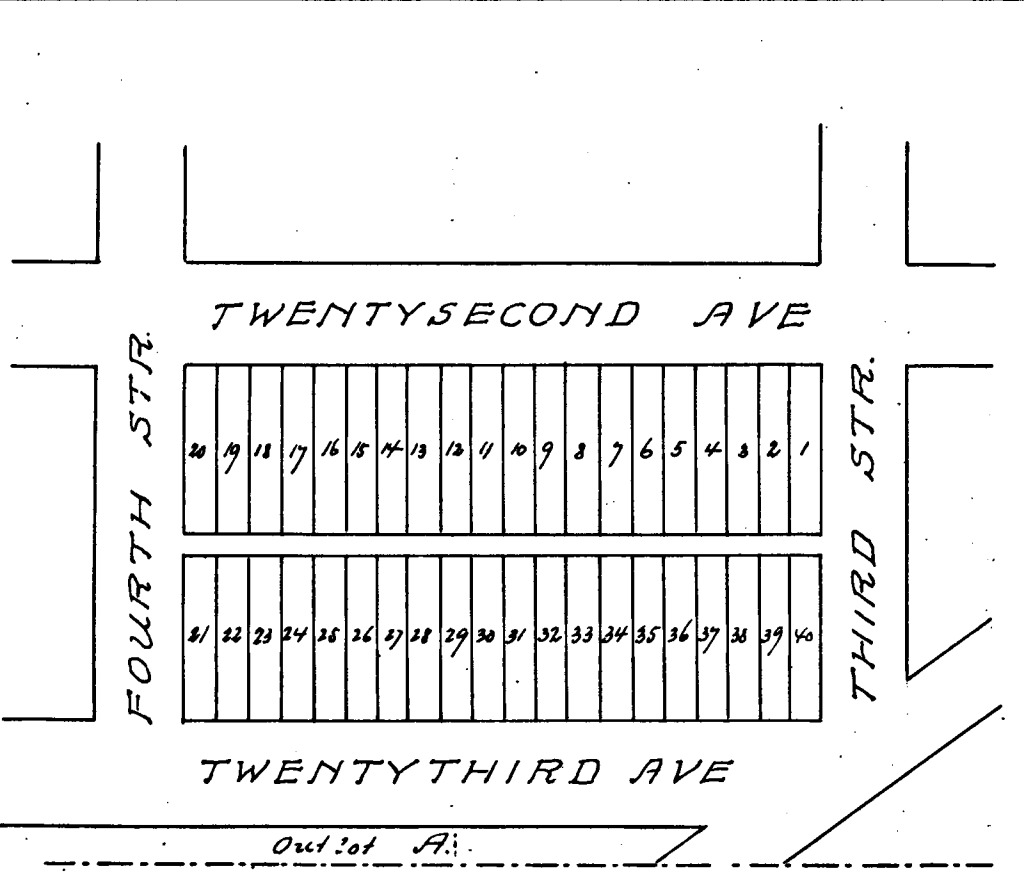 TWENTYSECOND AVE
FOURTH STR.
THIRD STR.
20 19 18 17 16 15 14 13 12 11 10 9 8 7 6 5 4 3 2 1
21 22 23 24 25 26 27 28 29 30 31 32 33 34 35 36 37 38 39 40
TWENTYTHIRD AVE
Outlot A.